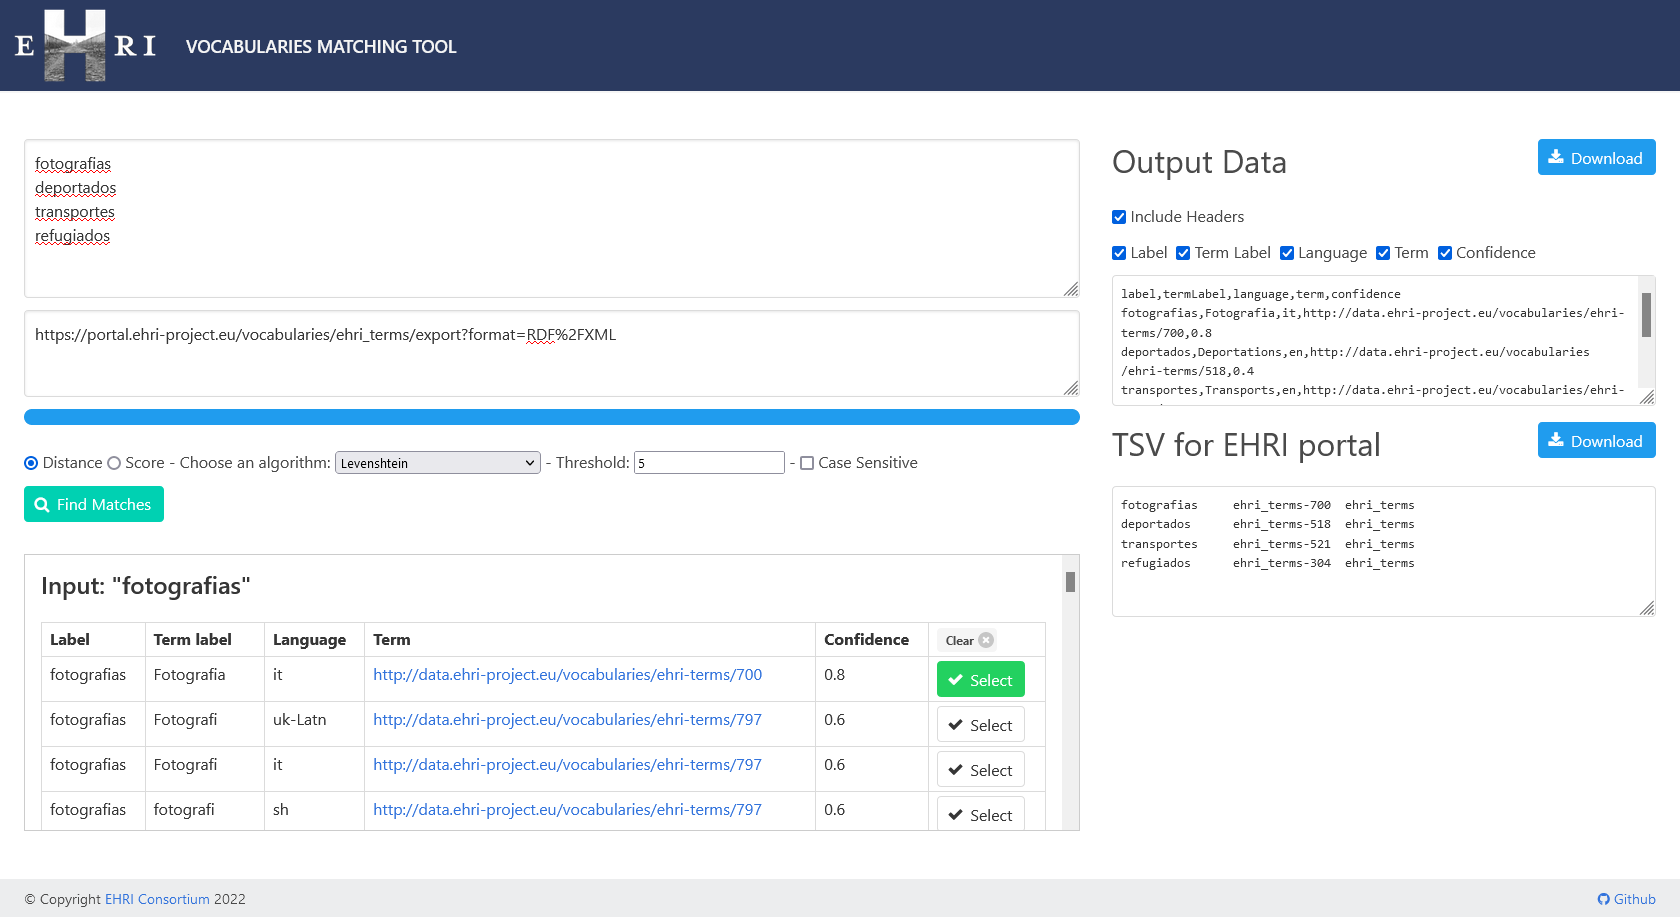 EHRI
VOCABULARIES MATCHING TOOL
fotografias
deportados
transportes
refugiados
https://portal.ehri-project.eu/vocabularies/ehri_terms/export?format=RDF%2FXML
Distance Score - Choose an algorithm: Levenshtein - Threshold: 5 - Case Sensitive
Find Matches
Input: "fotografias"
Label Term label Language Term Confidence Clear
fotografias Fotografia it http://data.ehri-project.eu/vocabularies/ehri-terms/700 0.8 Select
fotografias Fotografi uk-Latn http://data.ehri-project.eu/vocabularies/ehri-terms/797 0.6 Select
fotografias Fotografi it http://data.ehri-project.eu/vocabularies/ehri-terms/797 0.6 Select
fotografias fotografi sh http://data.ehri-project.eu/vocabularies/ehri-terms/797 0.6 Select
Output Data
Download
Include Headers
Label Term Label Language Term Confidence
label,termLabel,language,term,confidence
fotografias,Fotografia,it,http://data.ehri-project.eu/vocabularies/ehri-
terms/700,0.8
deportados,Deportations,en,http://data.ehri-project.eu/vocabularies
/ehri-terms/518,0.4
transportes,Transports,en,http://data.ehri-project.eu/vocabularies/ehri-
TSV for EHRI portal
Download
fotografias ehri_terms-700 ehri_terms
deportados ehri_terms-518 ehri_terms
transportes ehri_terms-521 ehri_terms
refugiados ehri_terms-304 ehri_terms
© Copyright EHRI Consortium 2022
Github